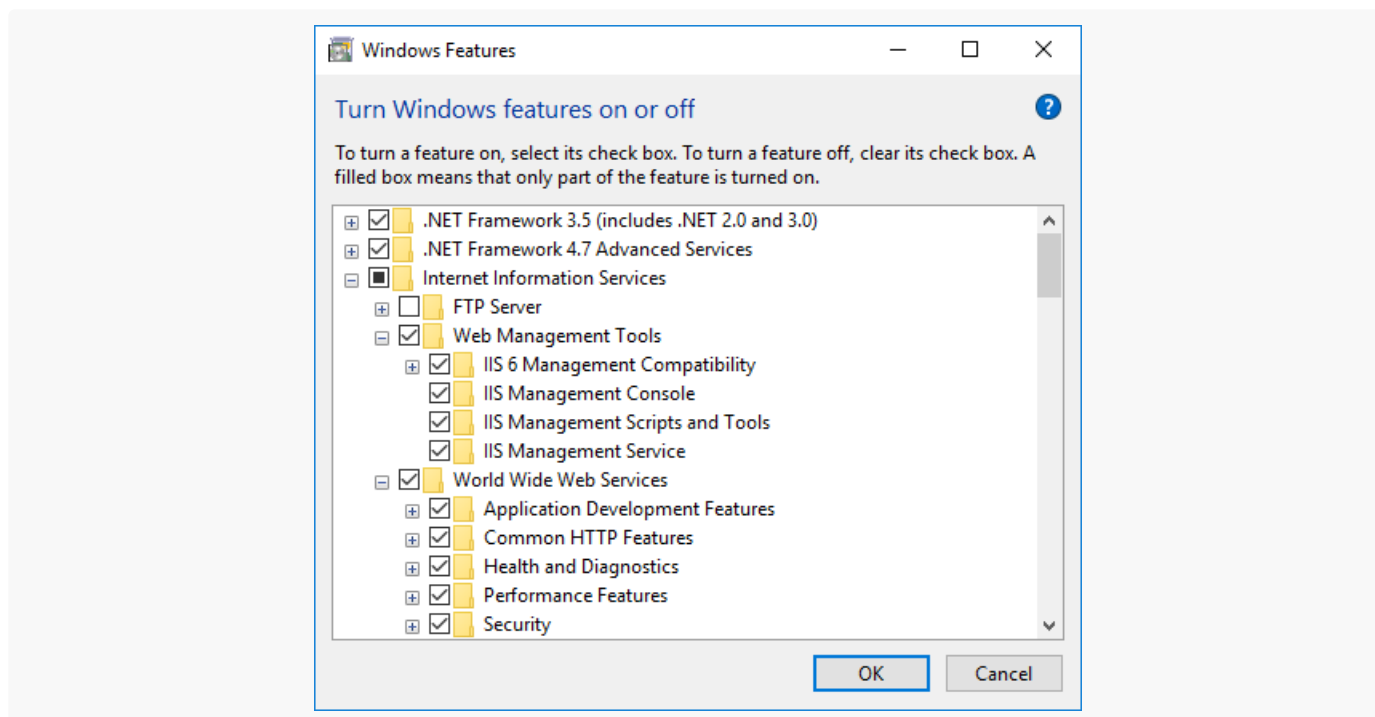 Windows Features
Turn Windows features on or off
?
To turn a feature on, select its check box. To turn a feature off, clear its check box. A
filled box means that only part of the feature is turned on.
.NET Framework 3.5 (includes .NET 2.0 and 3.0)
.NET Framework 4.7 Advanced Services
Internet Information Services
FTP Server
Web Management Tools
IIS 6 Management Compatibility
IIS Management Console
IIS Management Scripts and Tools
IIS Management Service
World Wide Web Services
Application Development Features
Common HTTP Features
Health and Diagnostics
Performance Features
Security
OK Cancel